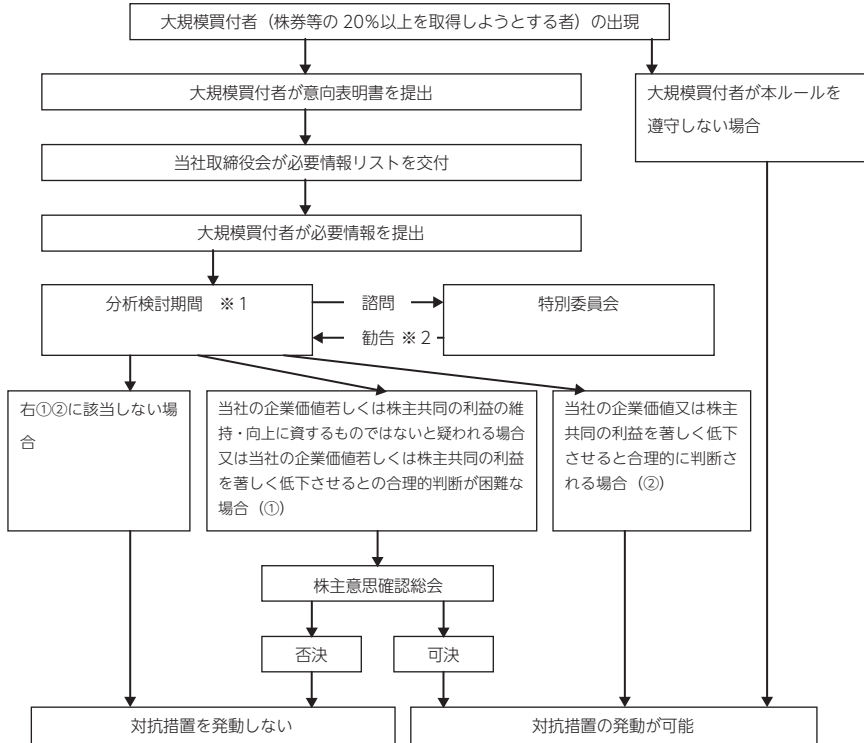 大規模買付者（株券等の 20％以上を取得しようとする者）の出現
大規模買付者が意向表明書を提出
大規模買付者が本ルールを
遵守しない場合
当社取締役会が必要情報リストを交付
大規模買付者が必要情報を提出
分析検討期間　※１
諮問
勧告 ※２
特別委員会
右①②に該当しない場
合
当社の企業価値若しくは株主共同の利益の維
持・向上に資するものではないと疑われる場合
又は当社の企業価値若しくは株主共同の利益
を著しく低下させるとの合理的判断が困難な
場合（①）
当社の企業価値又は株主
共同の利益を著しく低下
させると合理的に判断さ
れる場合（②）
株主意思確認総会
否決
可決
対抗措置を発動しない
対抗措置の発動が可能